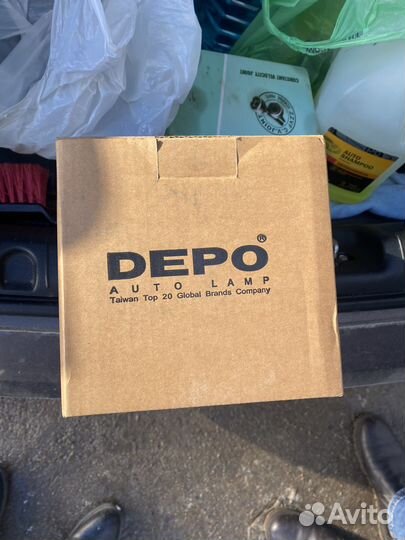 CONSTANT VELOCITY JOINT
AUTO
SHAMPOO
DEPO®
AUTO LAMP
Taiwan Top 20 Global Brands Company
Avito